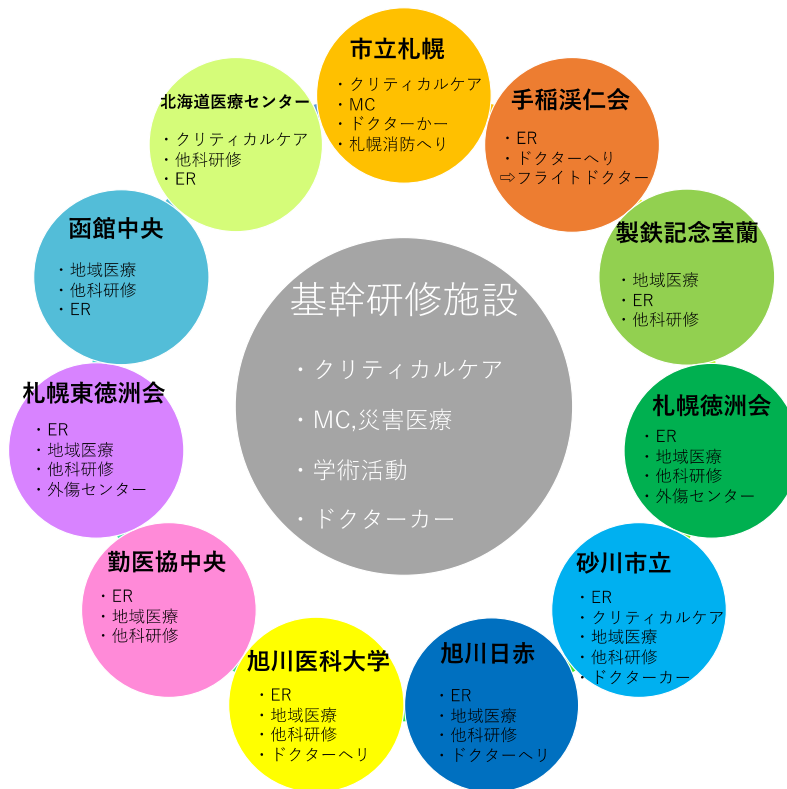 市立札幌
・クリティカルケア
・MC
・ドクターかー
・札幌消防へり
手稲渓仁会
・ER
・ドクターへり
⇨フライトドクター
製鉄記念室蘭
・地域医療
・ER
・他科研修
札幌徳洲会
・ER
・地域医療
・他科研修
・外傷センター
砂川市立
・ER
・クリティカルケア
・地域医療
・他科研修
・ドクターカー
旭川日赤
・ER
・地域医療
・他科研修
・ドクターヘリ
旭川医科大学
・ER
・地域医療
・他科研修
・ドクターヘリ
勤医協中央
・ER
・地域医療
・他科研修
札幌東徳洲会
・ER
・地域医療
・他科研修
・外傷センター
函館中央
・地域医療
・他科研修
・ER
北海道医療センター
・クリティカルケア
・他科研修
・ER
基幹研修施設
・クリティカルケア
・MC,災害医療
・学術活動
・ドクターカー